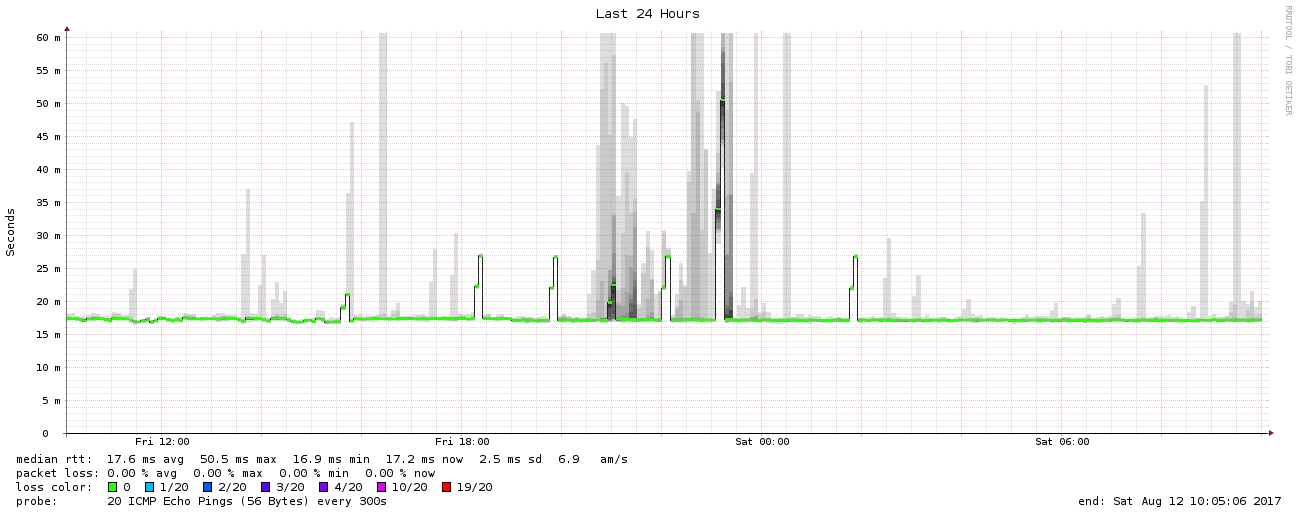 Last 24 Hours
RRDTOOL / TOBI OETIKER
Seconds
60 m
55 m
50 m
45 m
40 m
35 m
30 m
25 m
20 m
15 m
10 m
5 m
0
Fri 12:00 Fri 18:00 Sat 00:00 Sat 06:00
median rtt: 17.6 ms avg 50.5 ms max 16.9 ms min 17.2 ms now 2.5 ms sd 6.9 am/s
packet loss: 0.00 % avg 0.00 % max 0.00 % min 0.00 % now
loss color: 0 1/20 2/20 3/20 4/20 10/20 19/20
probe: 20 ICMP Echo Pings (56 Bytes) every 300s end: Sat Aug 12 10:05:06 2017